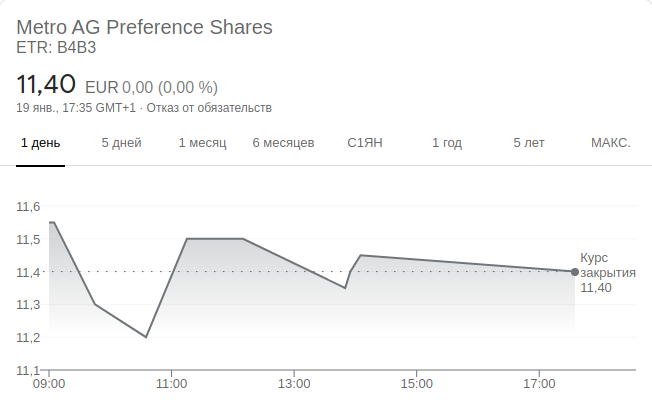 Metro AG Preference Shares
ETR: B4B3
11,40 EUR 0,00 (0,00 %)
19 янв., 17:35 GMT+1 · Отказ от обязательств
1 день 5 дней 1 месяц 6 месяцев С1ЯН 1 год 5 лет МАКС.
11,6
11,5
11,4
11,3
11,2
11,1
Курс
закрытия
11,40
09:00 11:00 13:00 15:00 17:00